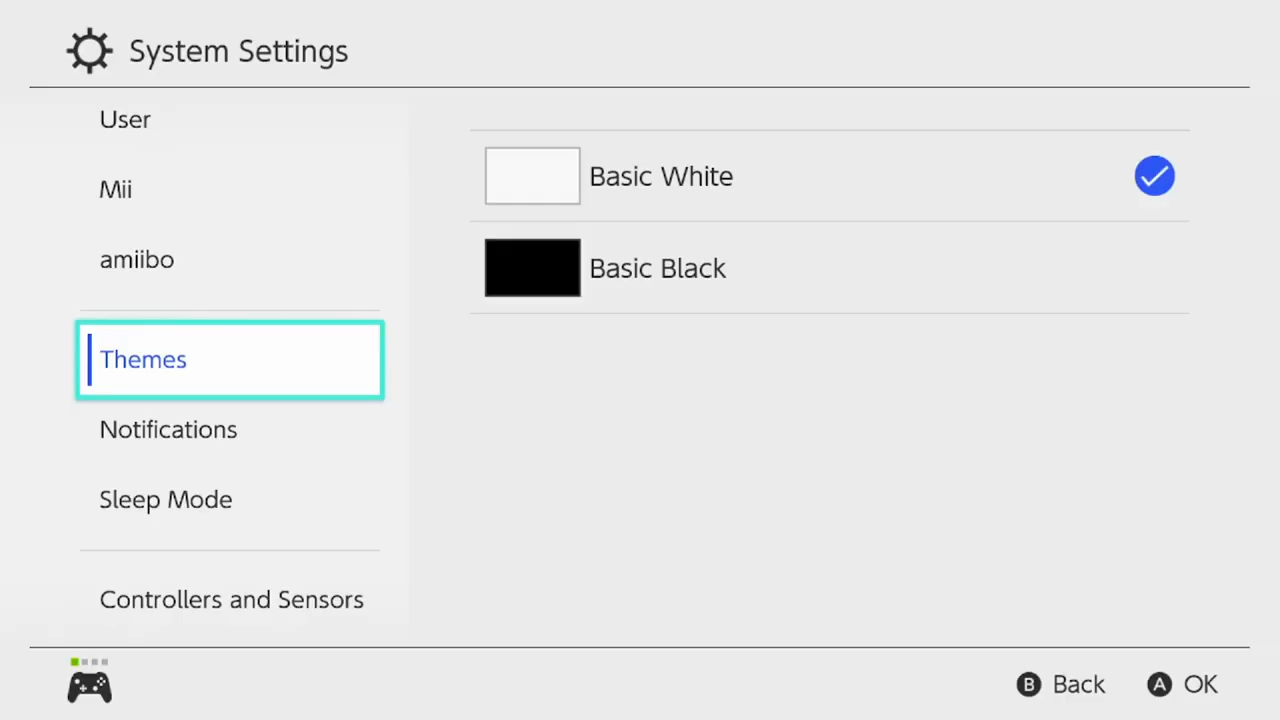 System Settings
User
Mii
amiibo
Themes
Notifications
Sleep Mode
Controllers and Sensors
Basic White
Basic Black
B Back
A OK